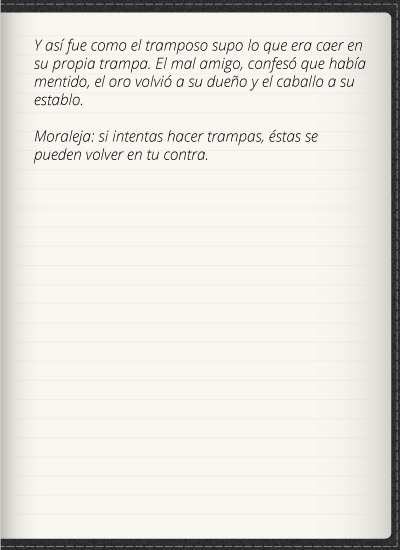 Y así fue como el tramposo supo lo que era caer en
su propia trampa. El mal amigo, confesó que había
mentido, el oro volvió a su dueño y el caballo a su
establo.

Moraleja: si intentas hacer trampas, éstas se
pueden volver en tu contra.